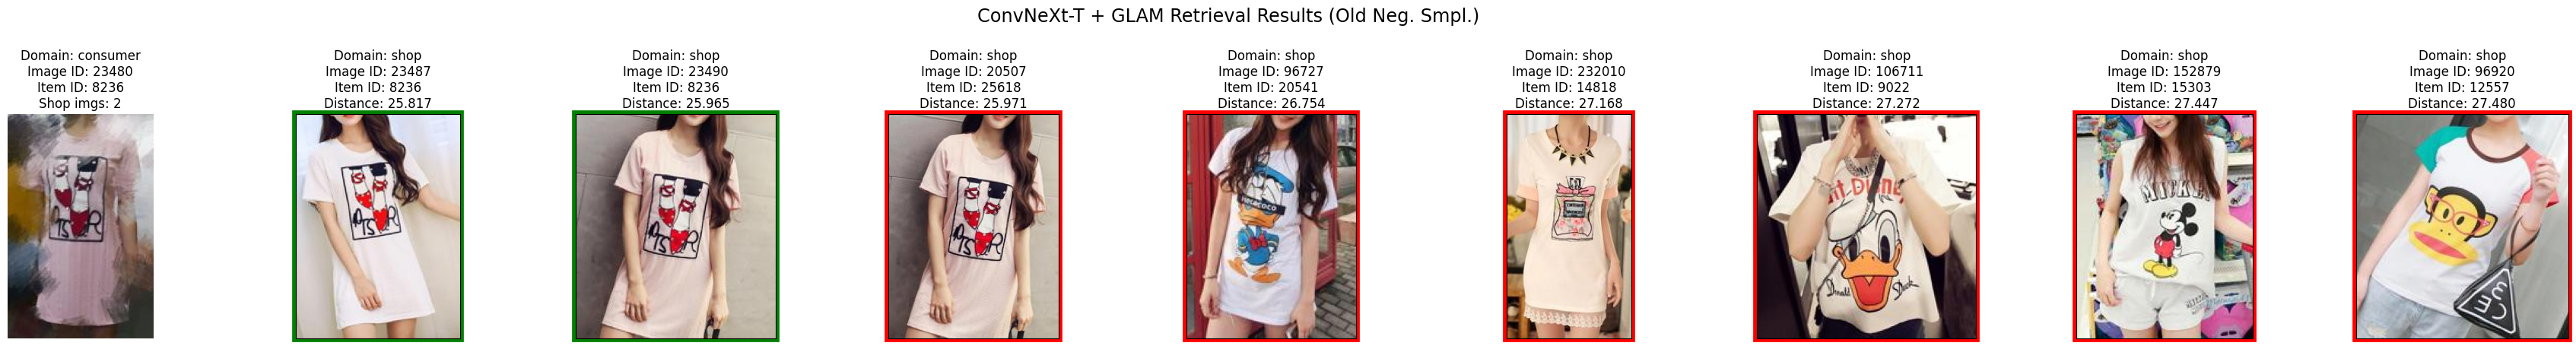 ConvNeXt-T + GLAM Retrieval Results (Old Neg. Smpl.)
Domain: consumer
Image ID: 23480
Item ID: 8236
Shop imgs: 2
Domain: shop
Image ID: 23487
Item ID: 8236
Distance: 25.817
Domain: shop
Image ID: 23490
Item ID: 8236
Distance: 25.965
Domain: shop
Image ID: 20507
Item ID: 25618
Distance: 25.971
Domain: shop
Image ID: 96727
Item ID: 20541
Distance: 26.754
Domain: shop
Image ID: 232010
Item ID: 14818
Distance: 27.168
Domain: shop
Image ID: 106711
Item ID: 9022
Distance: 27.272
Domain: shop
Image ID: 152879
Item ID: 15303
Distance: 27.447
Domain: shop
Image ID: 96920
Item ID: 12557
Distance: 27.480
Donald Duck
MICKEY
3CE